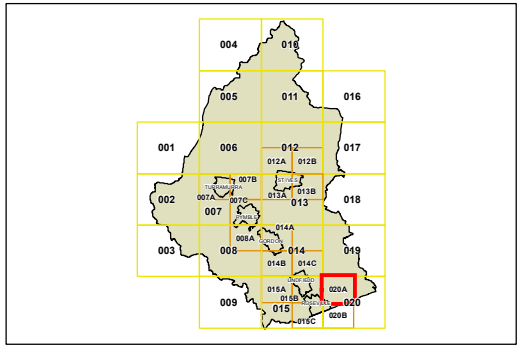 004 010
005 011 016
001 006 012 017
012A 012B
TURRAMURRA 007B ST.IVES
002 007A 007C 013A 013B 018
007 PYMBLE 013
014A
008A GORDON
003 008 014 019
014B 014C
LINDFIELD
015A 020A
009 015B ROSEVILLE 020
015 015C 020B